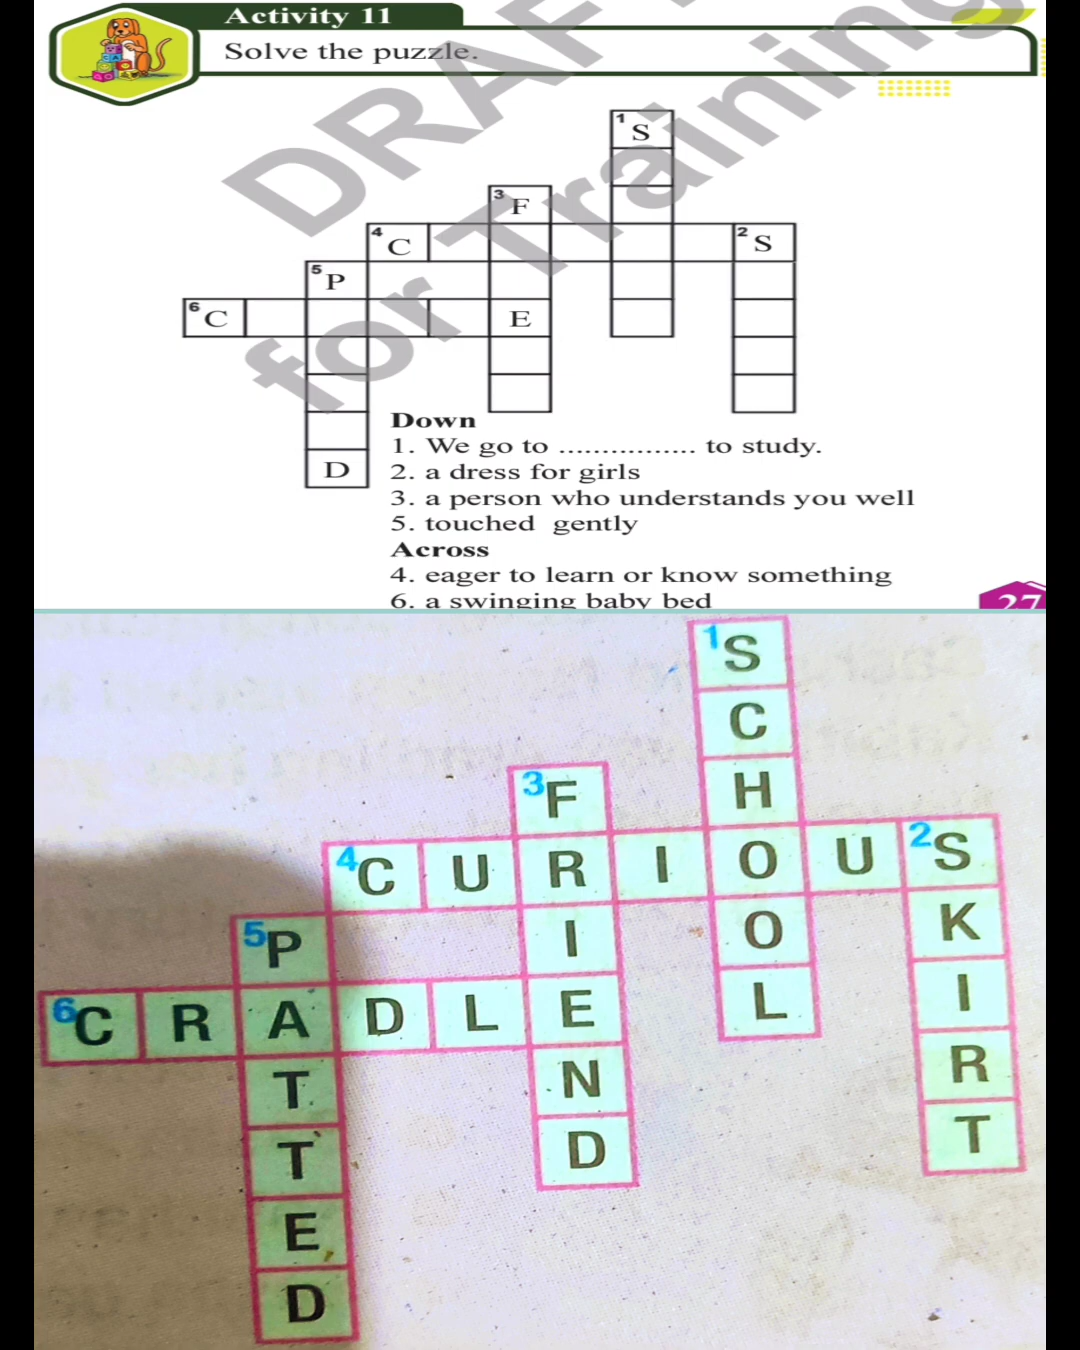 Activity 11
Solve the puzzle.
DRAFT
for Training
1 S
3 F
4 C 2 S
5 P
6 C E
D
Down
1. We go to ................ to study.
2. a dress for girls
3. a person who understands you well
5. touched gently
Across
4. eager to learn or know something
6. a swinging baby bed
27
1 S
C
3 F H
4 C U R I O U 2 S
5 P I O K
6 C R A D L E L I
T N R
T D T
E
D